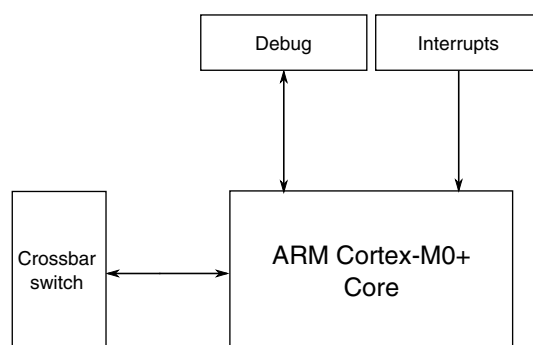 Debug
Interrupts
Crossbar
switch
ARM Cortex-M0+
Core